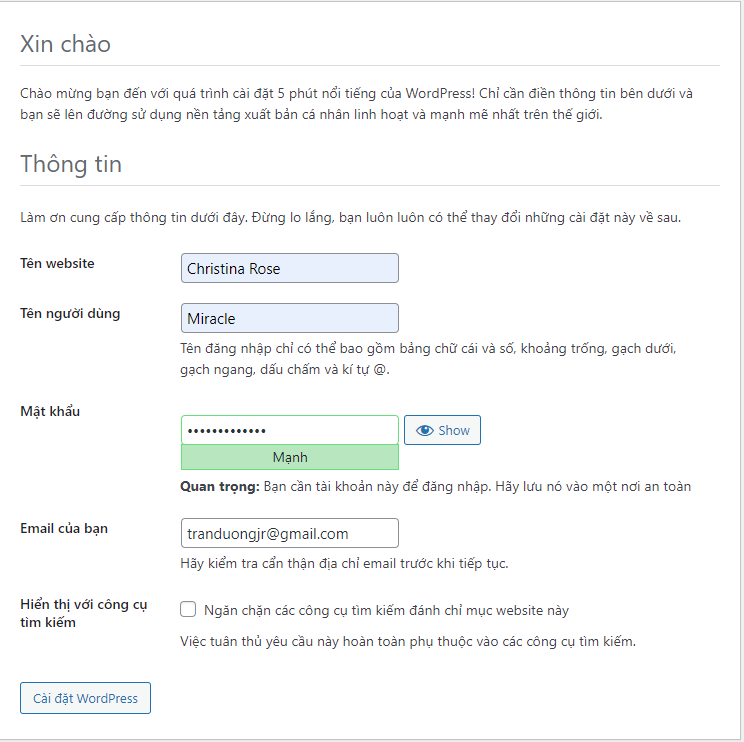 Xin chào
Chào mừng bạn đến với quá trình cài đặt 5 phút nổi tiếng của WordPress! Chỉ cần điền thông tin bên dưới và
bạn sẽ lên đường sử dụng nền tảng xuất bản cá nhân linh hoạt và mạnh mẽ nhất trên thế giới.
Thông tin
Làm ơn cung cấp thông tin dưới đây. Đừng lo lắng, bạn luôn luôn có thể thay đổi những cài đặt này về sau.
Tên website
Christina Rose
Tên người dùng
Miracle
Tên đăng nhập chỉ có thể bao gồm bảng chữ cái và số, khoảng trống, gạch dưới,
gạch ngang, dấu chấm và kí tự @.
Mật khẩu
•••••••••••••
Show
Mạnh
Quan trọng: Bạn cần tài khoản này để đăng nhập. Hãy lưu nó vào một nơi an toàn
Email của bạn
tranduongjr@gmail.com
Hãy kiểm tra cẩn thận địa chỉ email trước khi tiếp tục.
Hiển thị với công cụ
tìm kiếm
Ngăn chặn các công cụ tìm kiếm đánh chỉ mục website này
Việc tuân thủ yêu cầu này hoàn toàn phụ thuộc vào các công cụ tìm kiếm.
Cài đặt WordPress